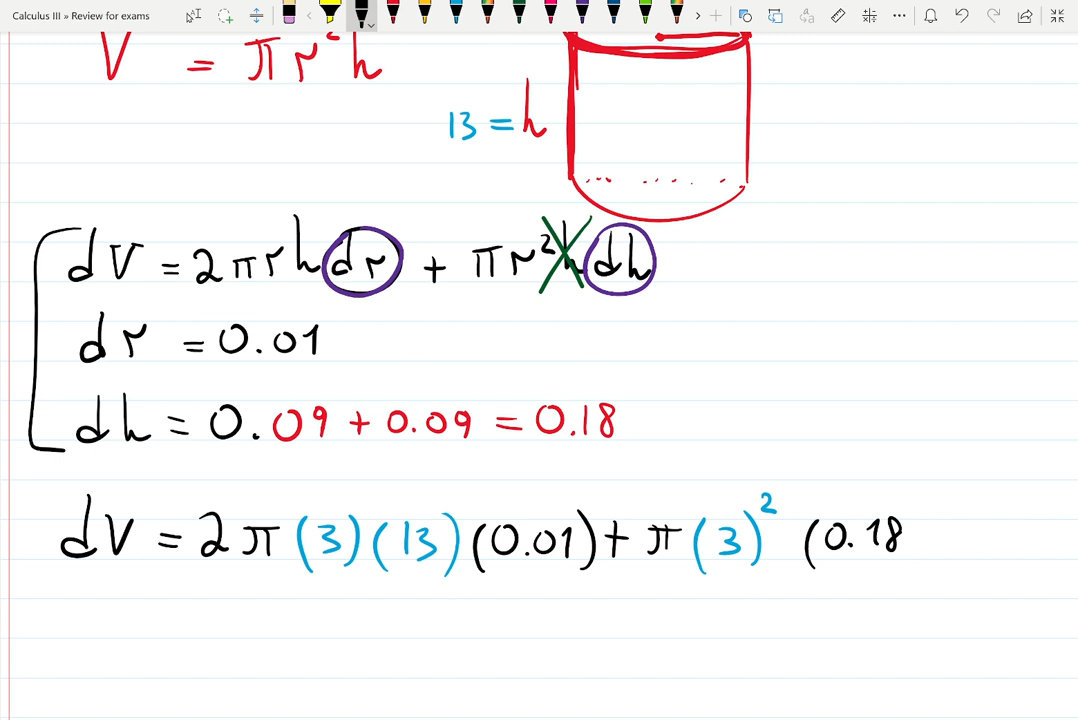 Calculus III » Review for exams
V = πr²h
13 = h
dV = 2πrh dr + πr²h dh
dr = 0.01
dh = 0.09 + 0.09 = 0.18
dV = 2π(3)(13)(0.01) + π(3)² (0.18